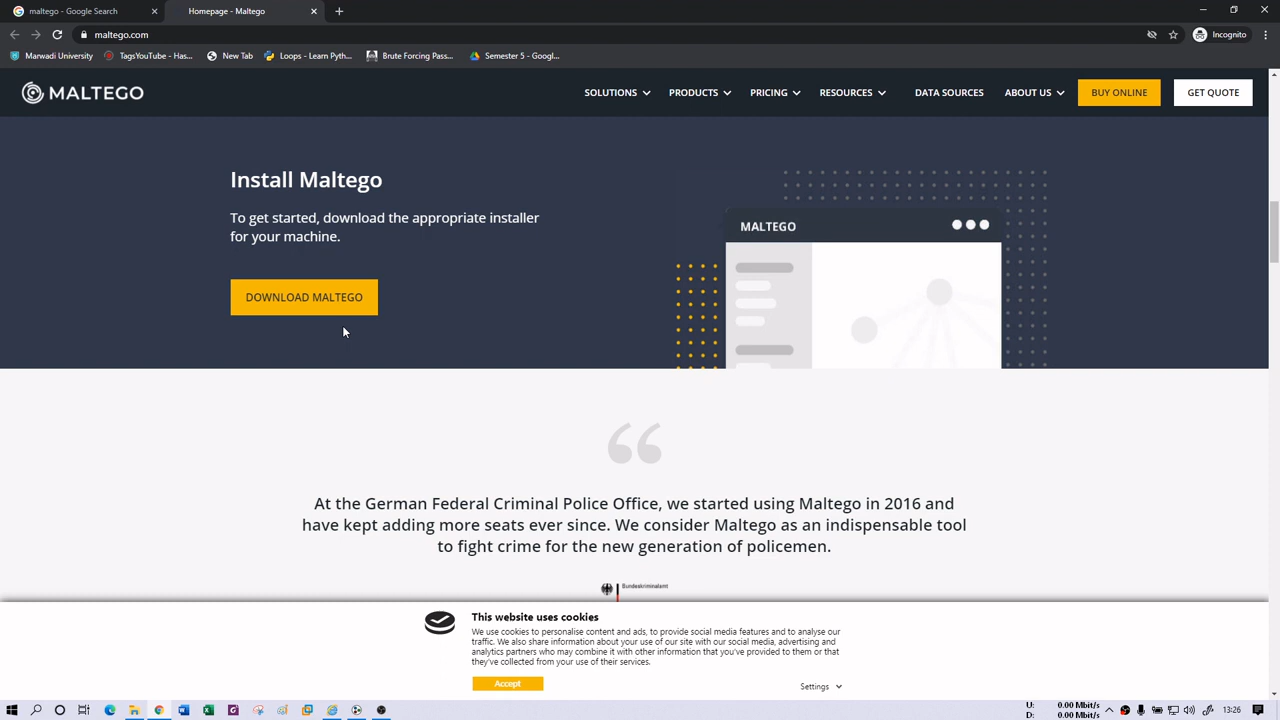 maltego - Google Search
Homepage - Maltego
maltego.com
Incognito
Marwadi University
TagsYouTube - Has...
New Tab
Loops - Learn Pyth...
Brute Forcing Pass...
Semester 5 - Googl...
MALTEGO
SOLUTIONS
PRODUCTS
PRICING
RESOURCES
DATA SOURCES
ABOUT US
BUY ONLINE
GET QUOTE
Install Maltego
To get started, download the appropriate installer
for your machine.
DOWNLOAD MALTEGO
MALTEGO
At the German Federal Criminal Police Office, we started using Maltego in 2016 and
have kept adding more seats ever since. We consider Maltego as an indispensable tool
to fight crime for the new generation of policemen.
Bundeskriminalamt
This website uses cookies
We use cookies to personalise content and ads, to provide social media features and to analyse our
traffic. We also share information about your use of our site with our social media, advertising and
analytics partners who may combine it with other information that you've provided to them or that
they've collected from your use of their services.
Accept
Settings
U: 0.00 Mbit/s
D: 0.00 Mbit/s
13:26